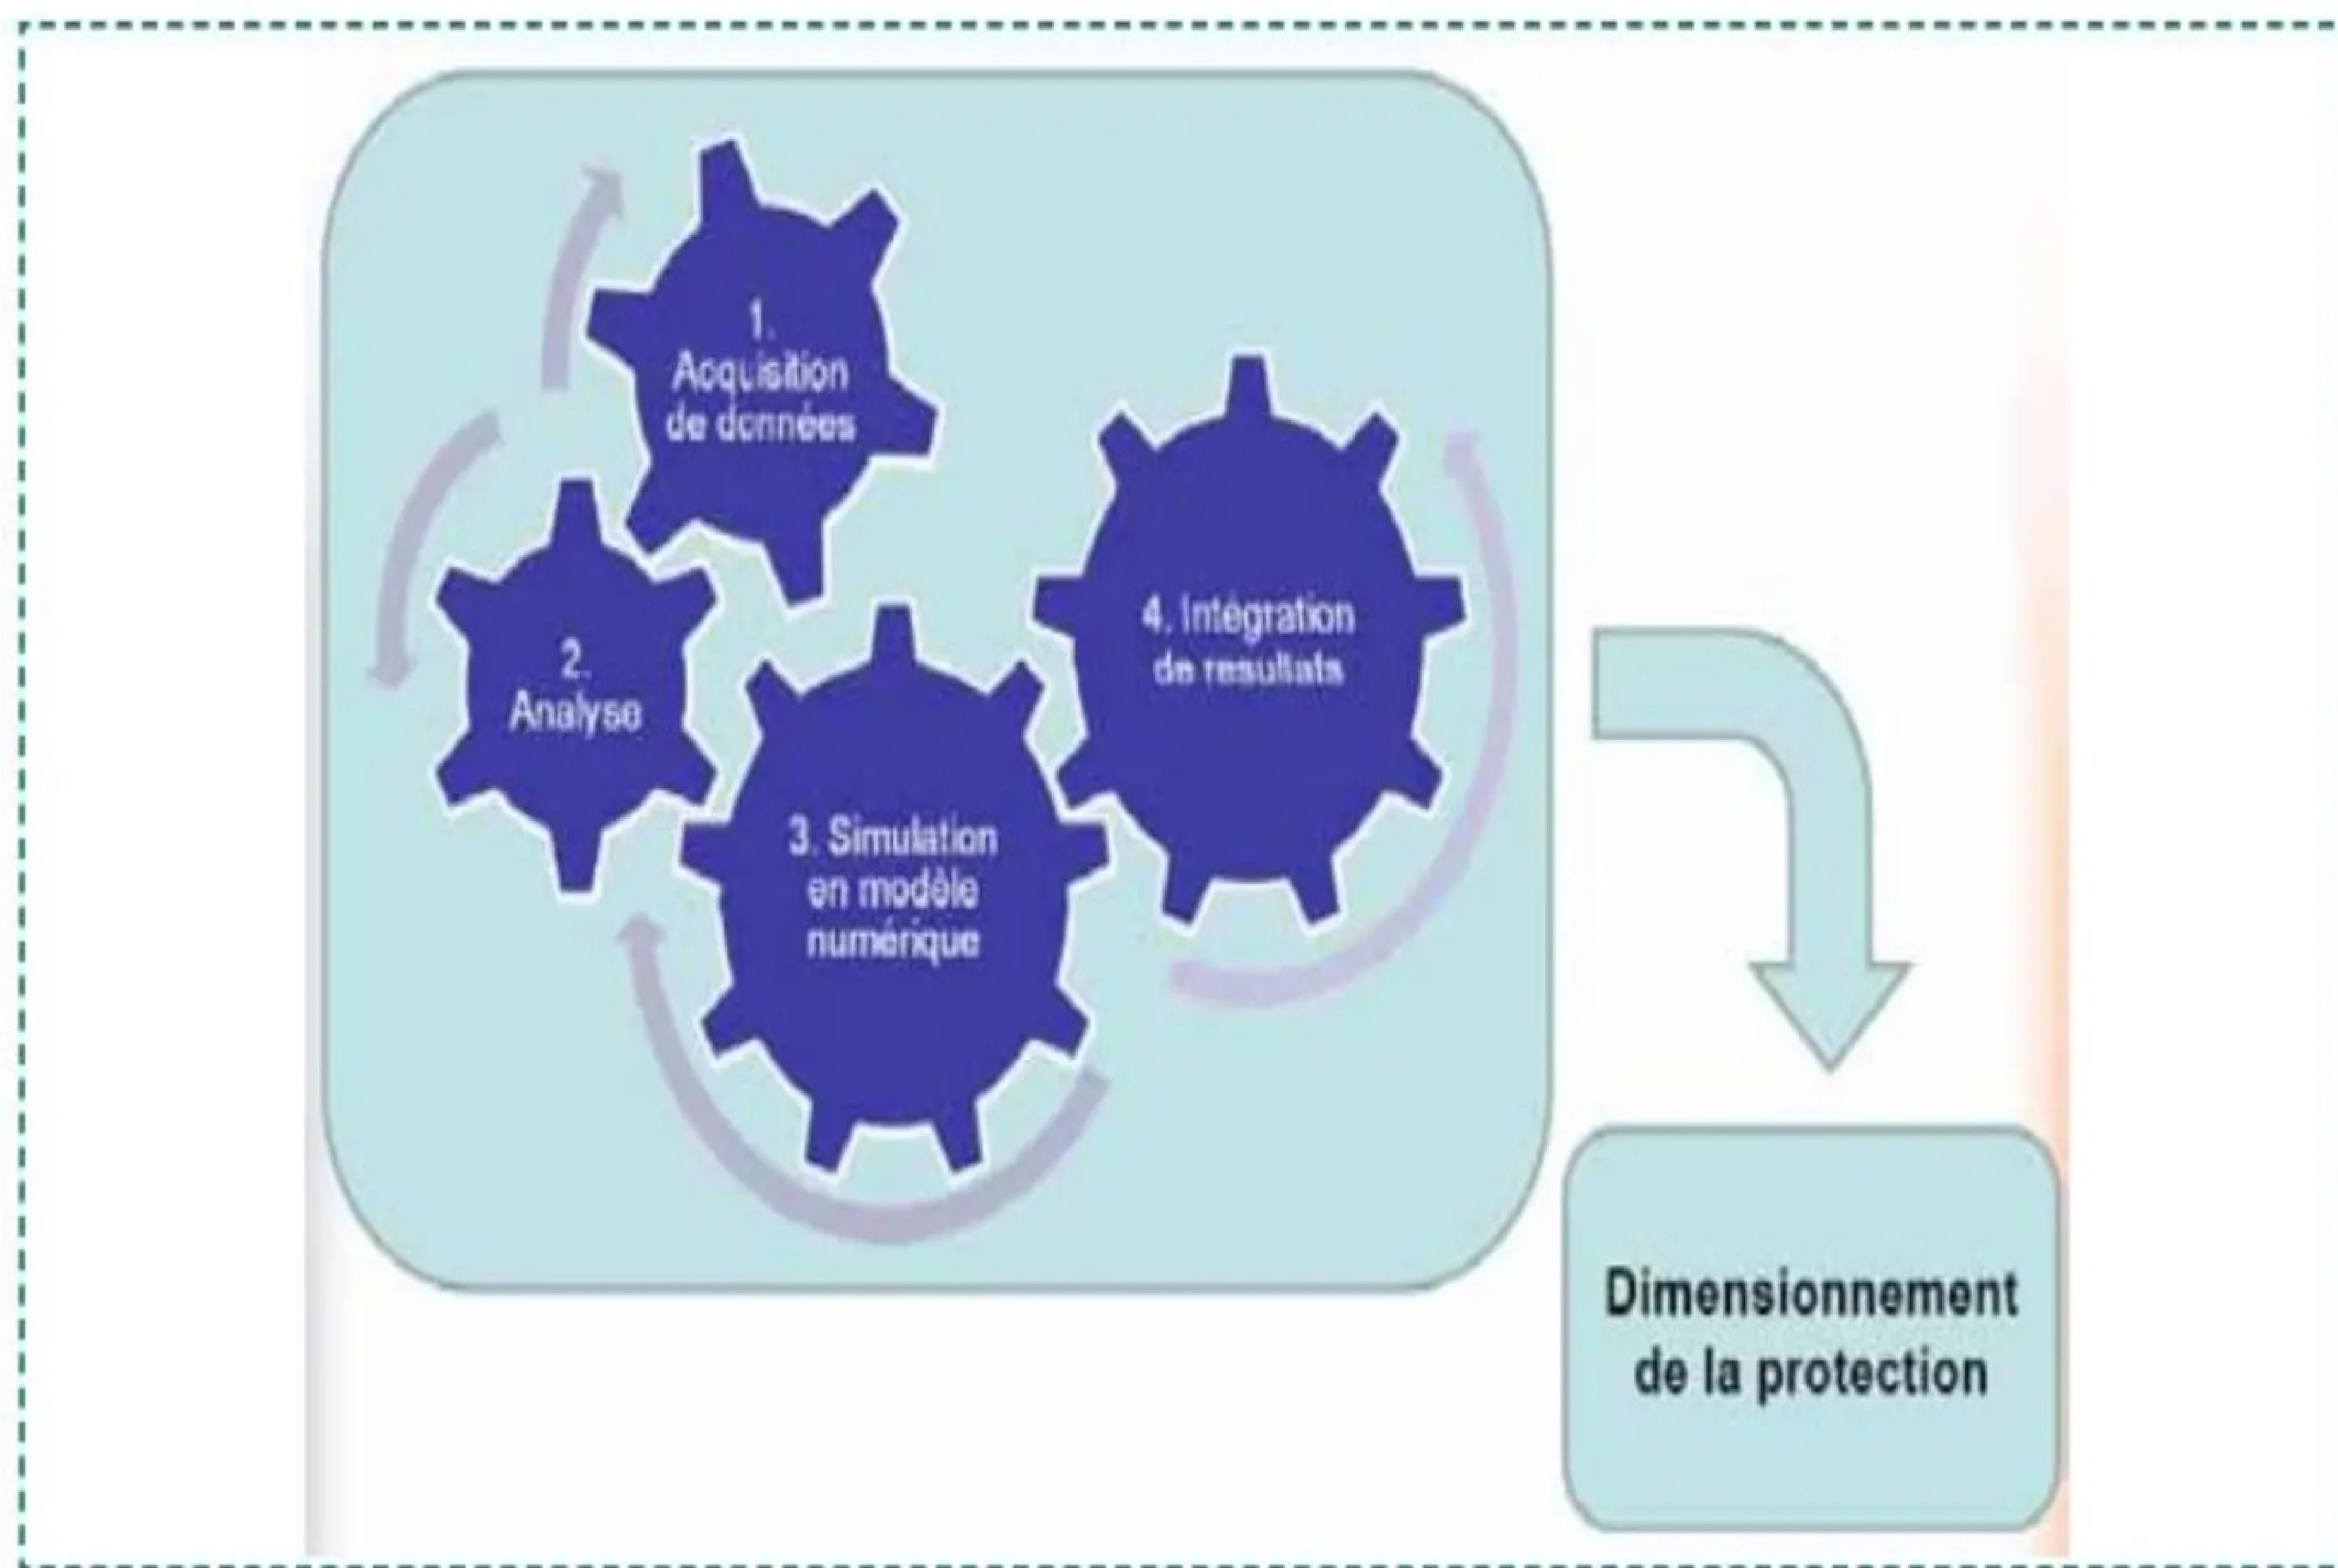 1.
Acquisition
de données
2.
Analyse
3. Simulation
en modèle
numérique
4. Intégration
de resultats
Dimensionnement
de la protection